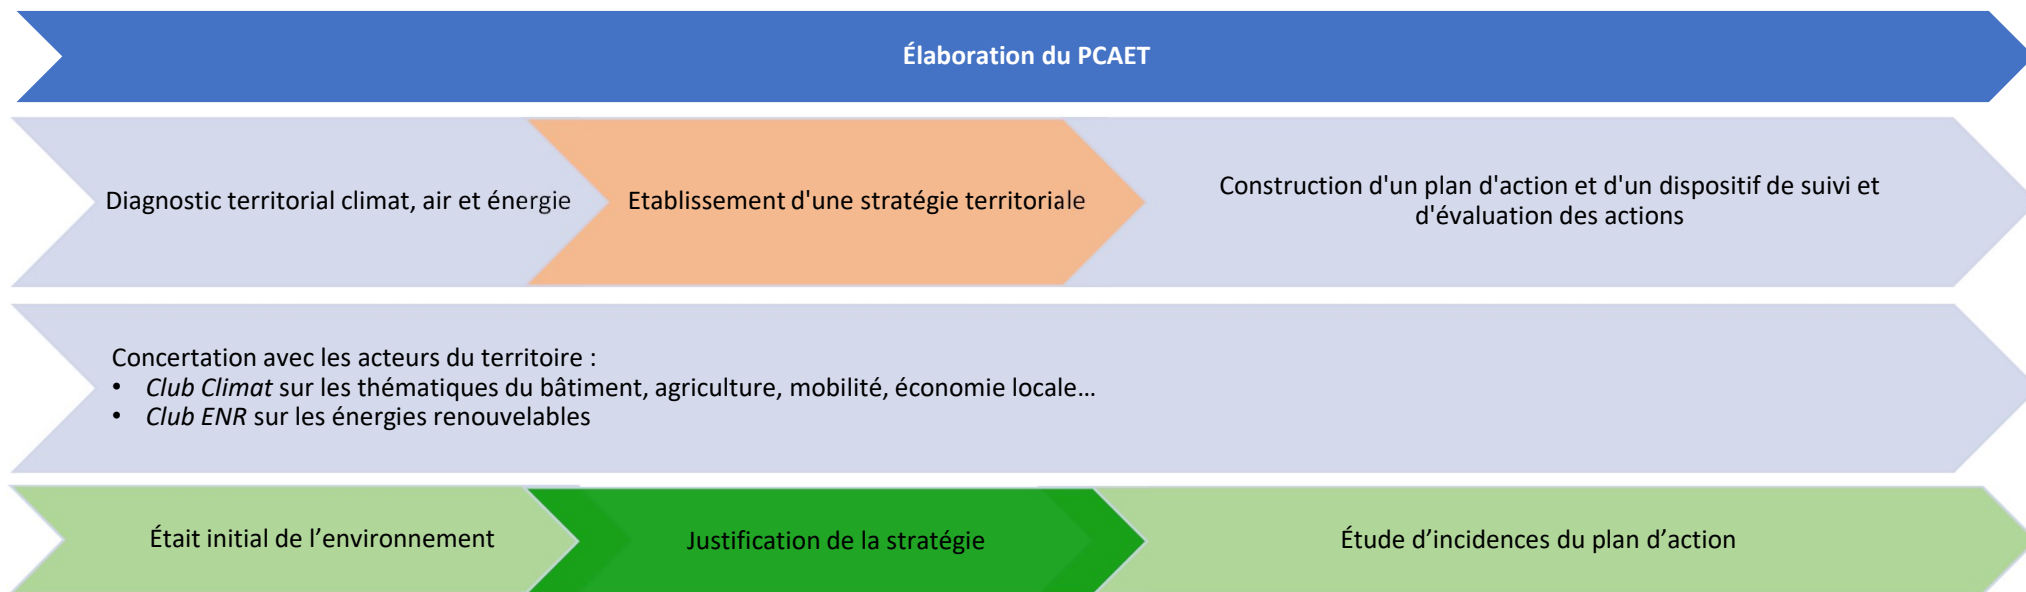 Élaboration du PCAET
Diagnostic territorial climat, air et énergie
Etablissement d'une stratégie territoriale
Construction d'un plan d'action et d'un dispositif de suivi et
d'évaluation des actions
Concertation avec les acteurs du territoire :
• Club Climat sur les thématiques du bâtiment, agriculture, mobilité, économie locale…
• Club ENR sur les énergies renouvelables
Était initial de l’environnement
Justification de la stratégie
Étude d’incidences du plan d’action